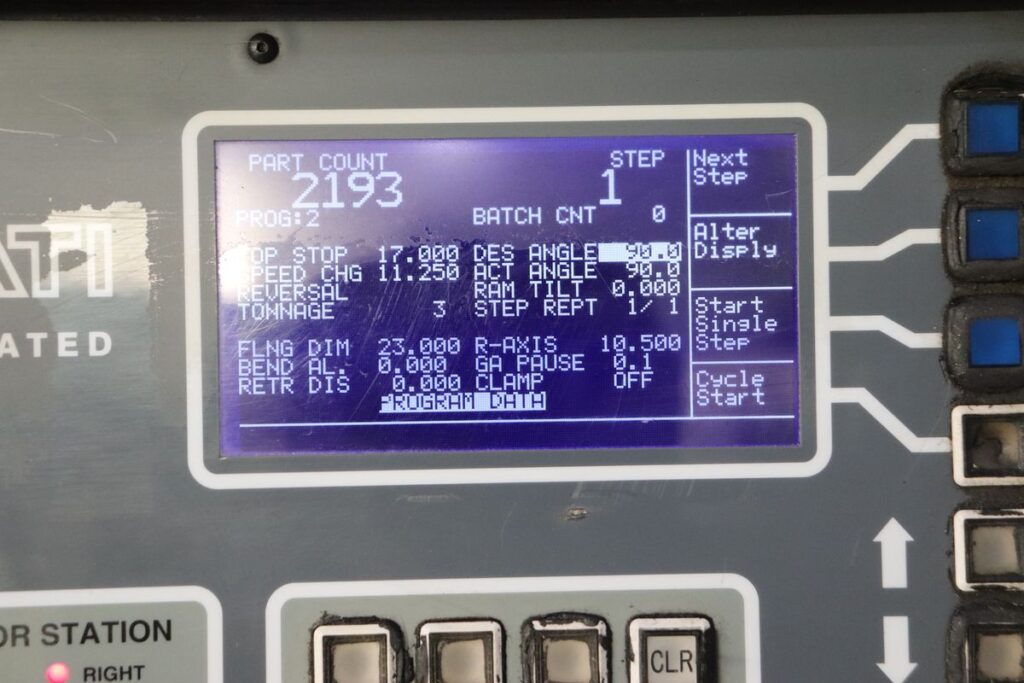 PART COUNT STEP
2193 1
PROG:2 BATCH CNT 0
TOP STOP 17.000 DES ANGLE 90.0
SPEED CHG 11.250 ACT ANGLE 90.0
REVERSAL RAM TILT 0.000
TONNAGE 3 STEP REPT 1/ 1
FLNG DIM 23.000 R-AXIS 10.500
BEND AL. 0.000 GA PAUSE 0.1
RETR DIS 0.000 CLAMP OFF
PROGRAM DATA
Next
Step
Alter
Disply
Start
Single
Step
Cycle
Start
ATI
ATED
OR STATION
RIGHT
CLR